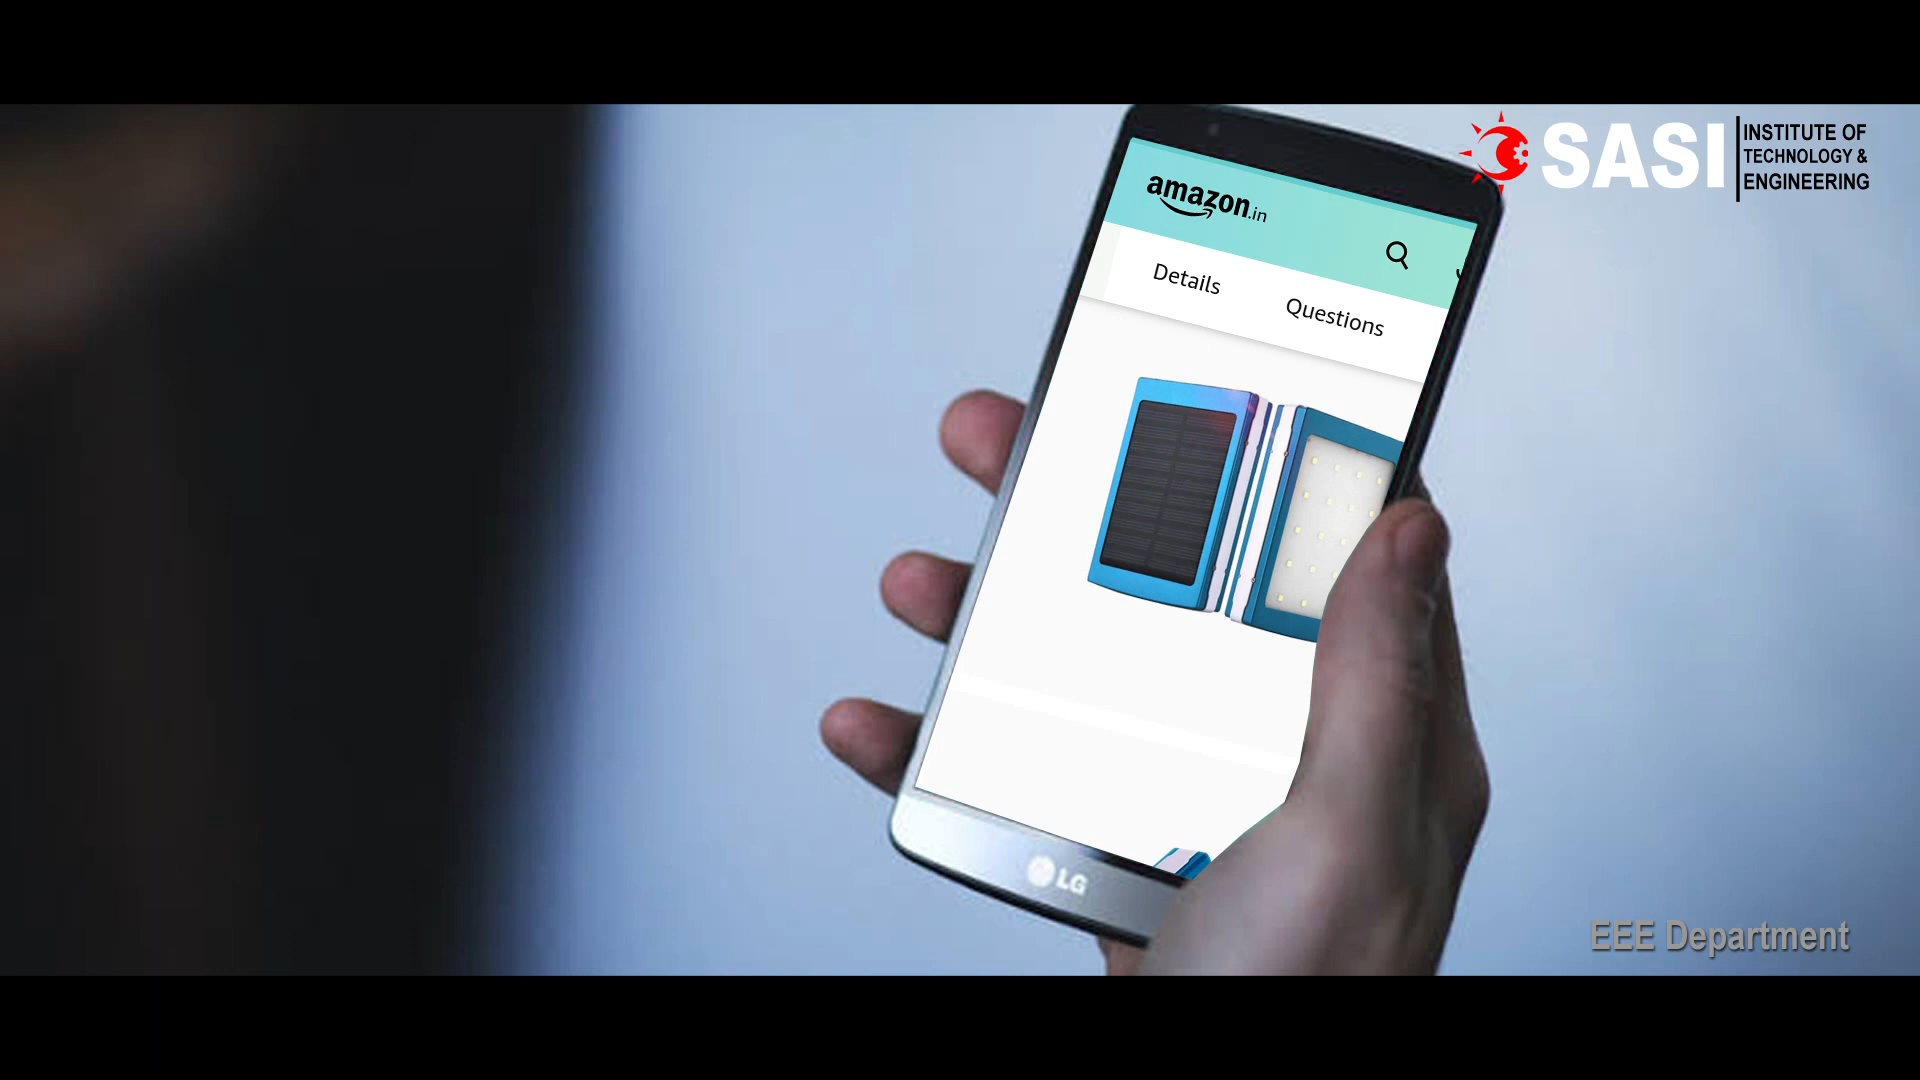 SASI
INSTITUTE OF
TECHNOLOGY &
ENGINEERING
amazon.in
Details
Questions
LG
EEE Department